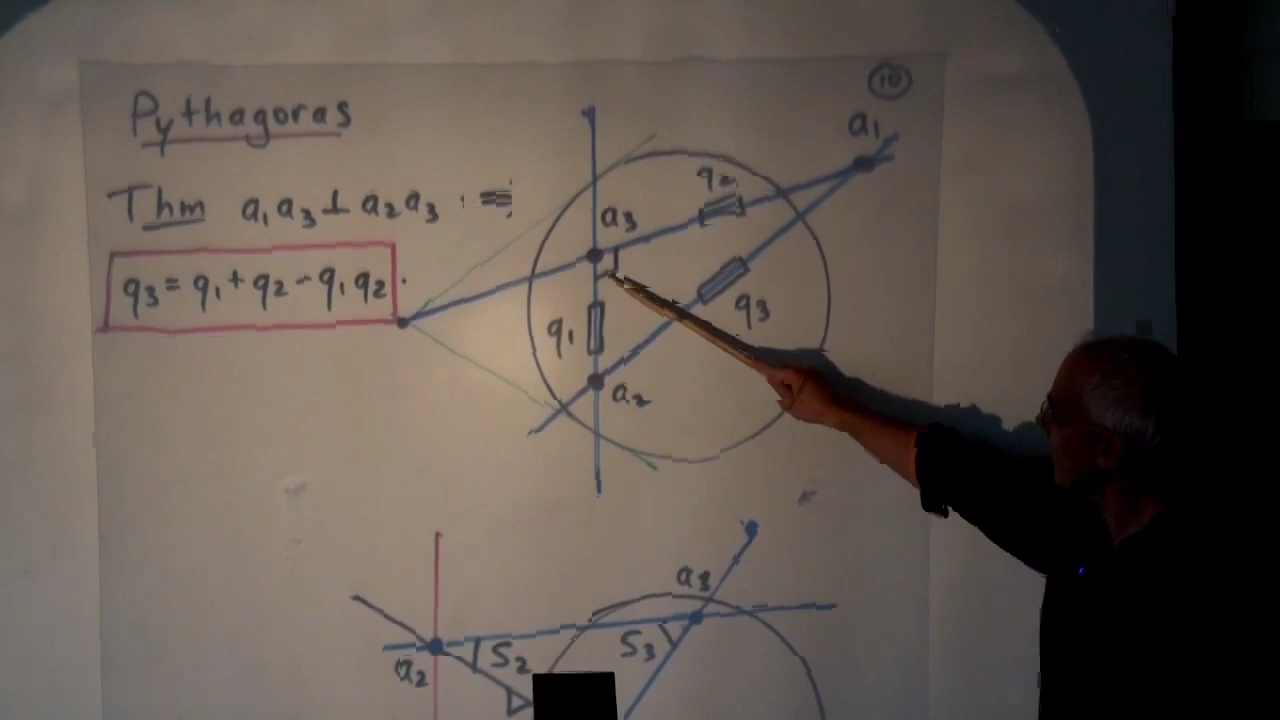 10
Pythagoras
a₁
q₂
Thm a₁a₃ ⊥ a₂a₃ : ⇒
a₃
q₃ = q₁ + q₂ - q₁q₂.
q₁
q₃
a₂
a₃
a₂
S₂
S₃